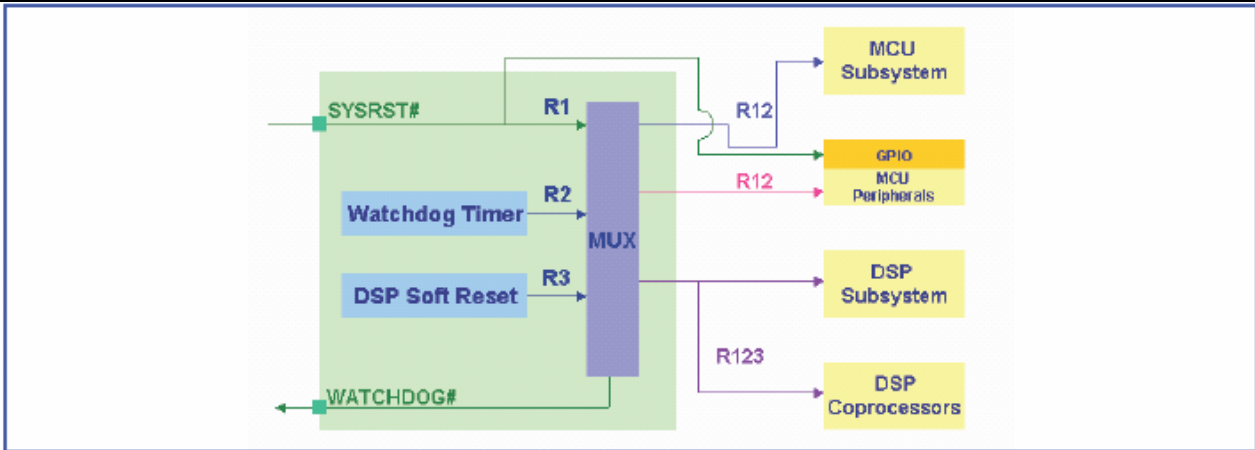 SYSRST#
R1
Watchdog Timer
R2
DSP Soft Reset
R3
MUX
WATCHDOG#
R12
R12
R123
MCU
Subsystem
GPIO
MCU
Peripherals
DSP
Subsystem
DSP
Coprocessors